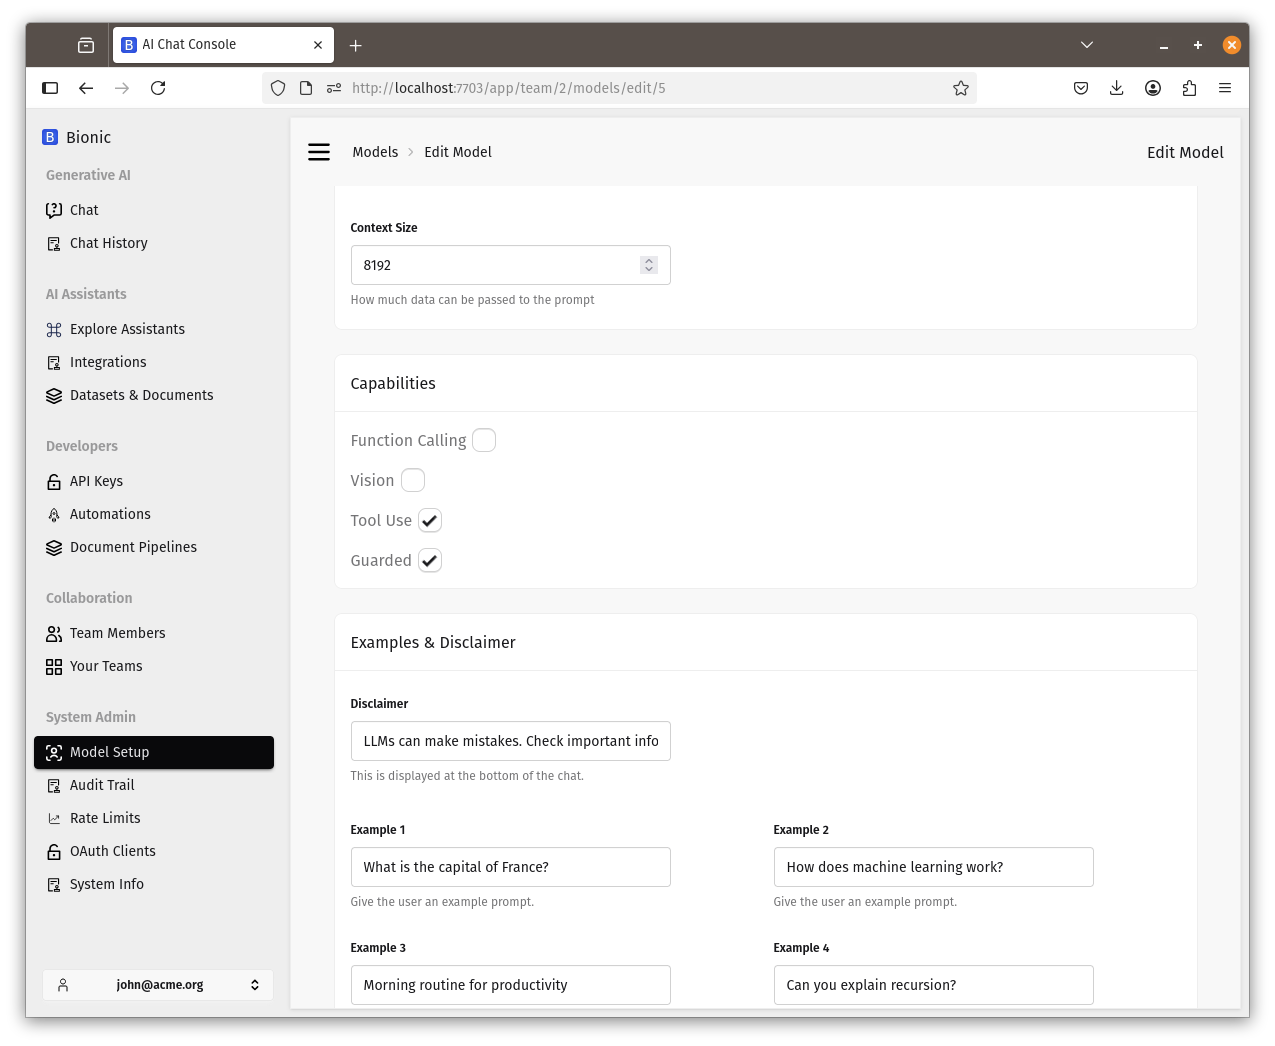 AI Chat Console
http://localhost:7703/app/team/2/models/edit/5
B Bionic
Generative AI
Chat
Chat History
AI Assistants
Explore Assistants
Integrations
Datasets & Documents
Developers
API Keys
Automations
Document Pipelines
Collaboration
Team Members
Your Teams
System Admin
Model Setup
Audit Trail
Rate Limits
OAuth Clients
System Info
john@acme.org
Models > Edit Model
Edit Model
Context Size
8192
How much data can be passed to the prompt
Capabilities
Function Calling
Vision
Tool Use
Guarded
Examples & Disclaimer
Disclaimer
LLMs can make mistakes. Check important info
This is displayed at the bottom of the chat.
Example 1
What is the capital of France?
Give the user an example prompt.
Example 2
How does machine learning work?
Give the user an example prompt.
Example 3
Morning routine for productivity
Example 4
Can you explain recursion?